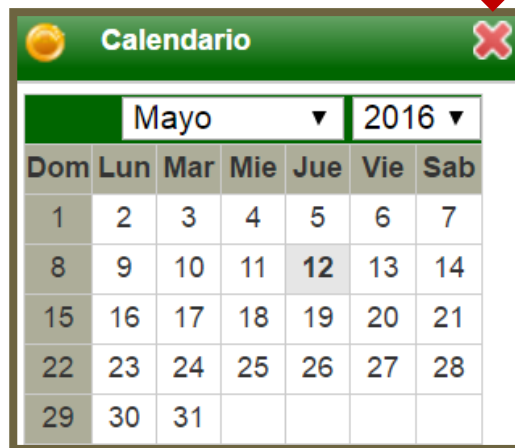 Calendario
Mayo 2016
Dom Lun Mar Mie Jue Vie Sab
1 2 3 4 5 6 7
8 9 10 11 12 13 14
15 16 17 18 19 20 21
22 23 24 25 26 27 28
29 30 31